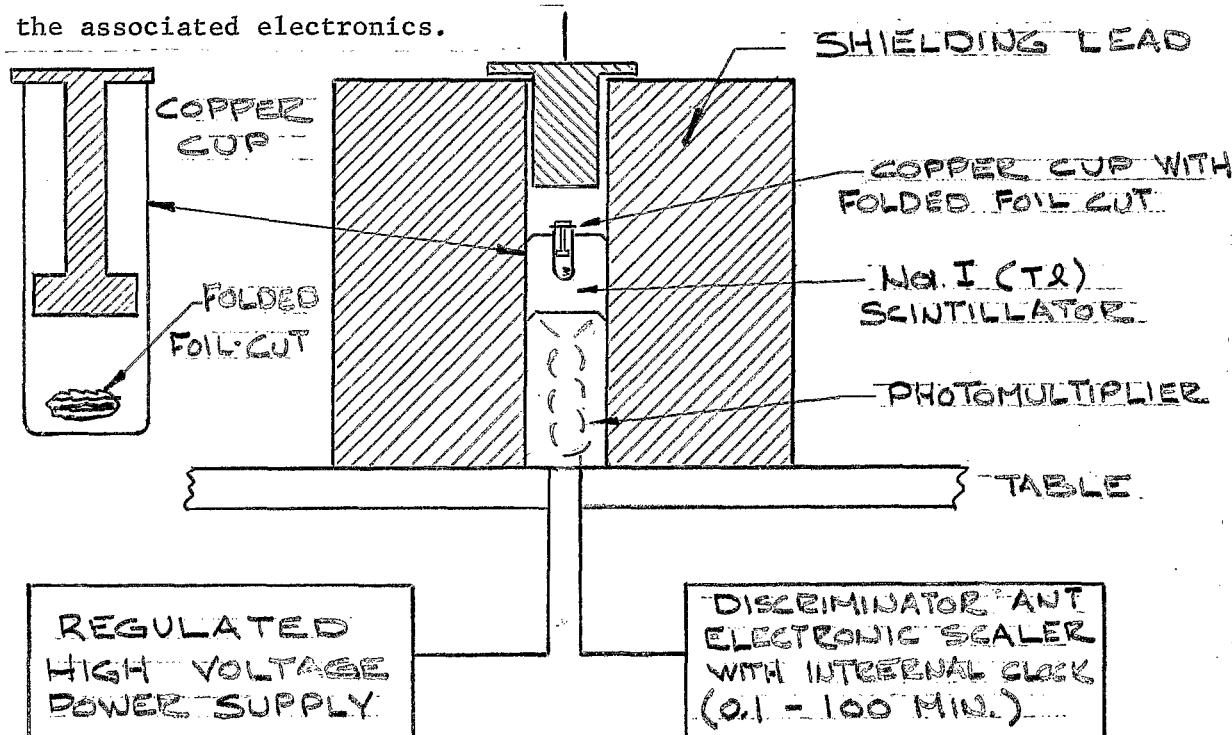 the associated electronics.
SHIELDING LEAD
COPPER
CUP
COPPER CUP WITH
FOLDED FOIL CUT
FOLDED
FOIL-CUT
Na.I (Tl)
SCINTILLATOR
PHOTOMULTIPLIER
TABLE.
REGULATED
HIGH VOLTAGE
POWER SUPPLY
DISCRIMINATOR ANT
ELECTRONIC SCALER
WITH INTERNAL CLOCK
(0.1 - 100 MIN.)